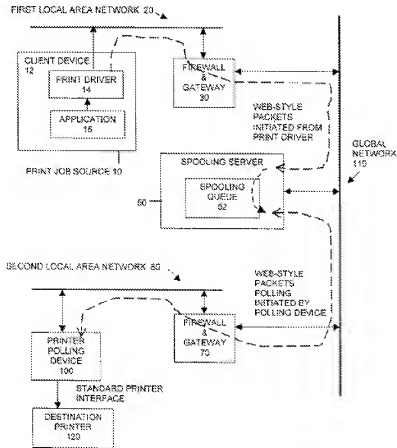 FIRST LOCAL AREA NETWORK 20
CLIENT DEVICE
12
PRINT DRIVER
14
APPLICATION
15
PRINT JOB SOURCE 10
FIREWALL
&
GATEWAY
30
WEB-STYLE
PACKETS
INITIATED FROM
PRINT DRIVER
GLOBAL
NETWORK
115
SPOOLING SERVER
SPOOLING
QUEUE
52
50
SECOND LOCAL AREA NETWORK 80
WEB-STYLE
PACKETS
POLLING
INITIATED BY
POLLING DEVICE
FIREWALL
&
GATEWAY
70
PRINTER
POLLING
DEVICE
100
STANDARD PRINTER
INTERFACE
DESTINATION
PRINTER
120